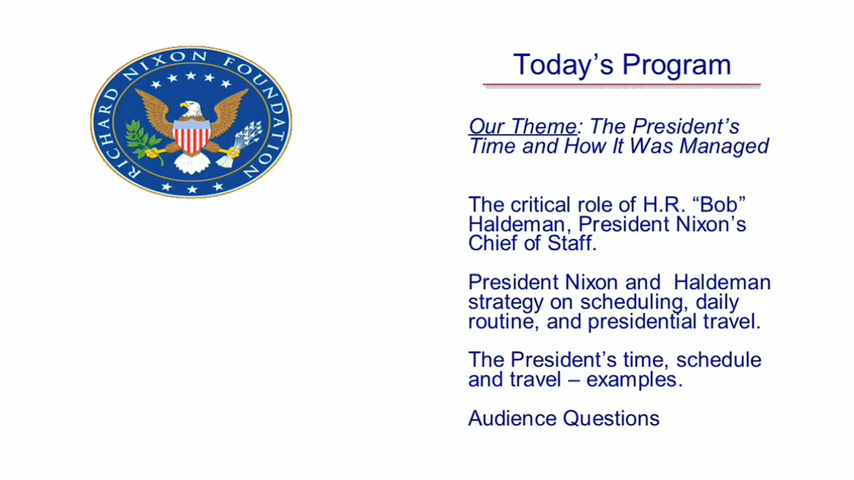 RICHARD NIXON FOUNDATION
Today's Program
Our Theme: The President's
Time and How It Was Managed
The critical role of H.R. “Bob”
Haldeman, President Nixon's
Chief of Staff.
President Nixon and  Haldeman
strategy on scheduling, daily
routine, and presidential travel.
The President's time, schedule
and travel – examples.
Audience Questions